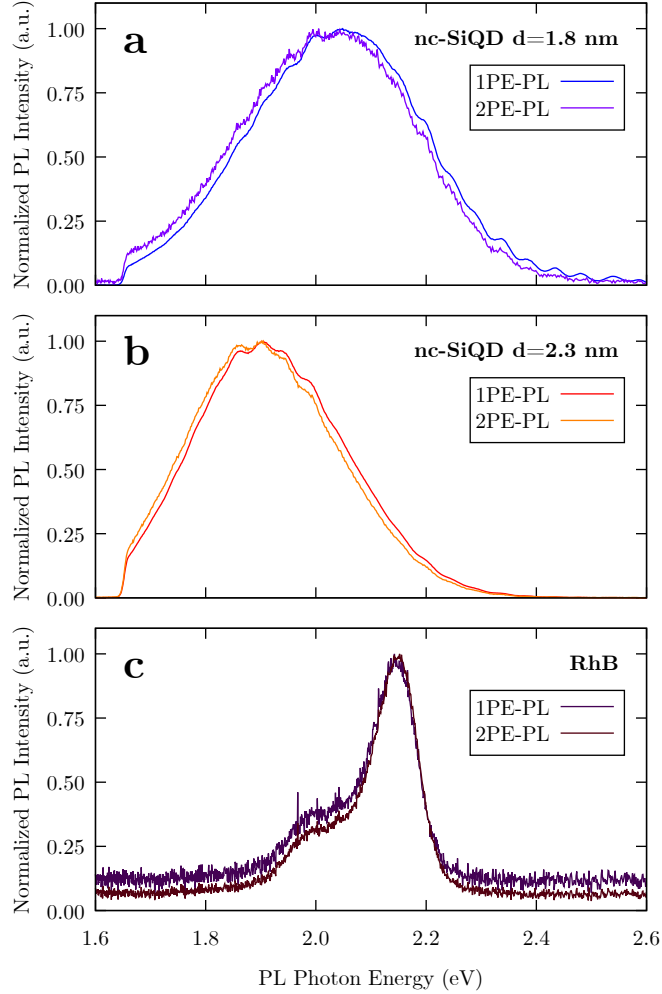 a
nc-SiQD d=1.8 nm
1PE-PL
2PE-PL
Normalized PL Intensity (a.u.)
1.00
0.75
0.50
0.25
0.00
b
nc-SiQD d=2.3 nm
1PE-PL
2PE-PL
Normalized PL Intensity (a.u.)
1.00
0.75
0.50
0.25
0.00
c
RhB
1PE-PL
2PE-PL
Normalized PL Intensity (a.u.)
1.00
0.75
0.50
0.25
0.00
1.6 1.8 2.0 2.2 2.4 2.6
PL Photon Energy (eV)